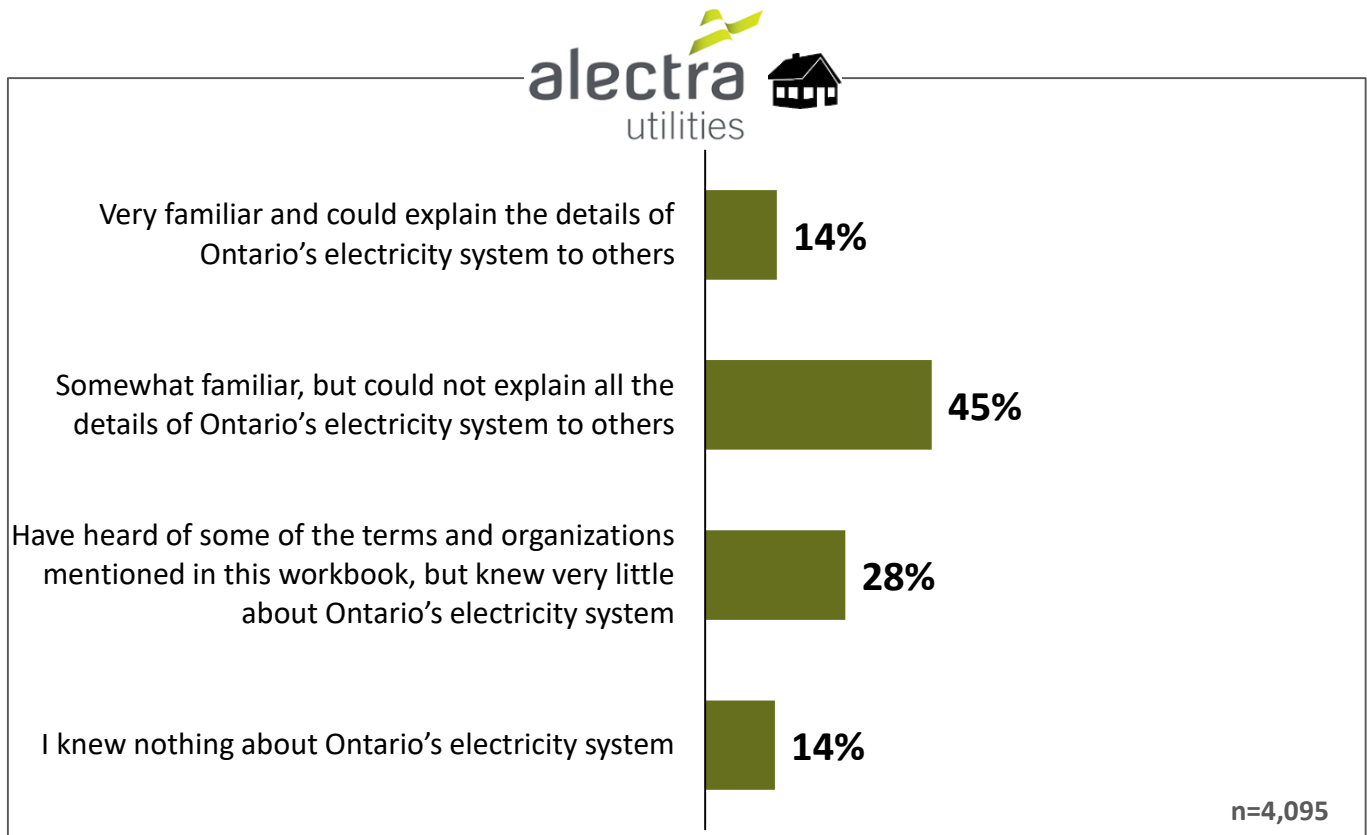 alectra
utilities
Very familiar and could explain the details of
Ontario’s electricity system to others
14%
Somewhat familiar, but could not explain all the
details of Ontario’s electricity system to others
45%
Have heard of some of the terms and organizations
mentioned in this workbook, but knew very little
about Ontario’s electricity system
28%
I knew nothing about Ontario’s electricity system
14%
n=4,095